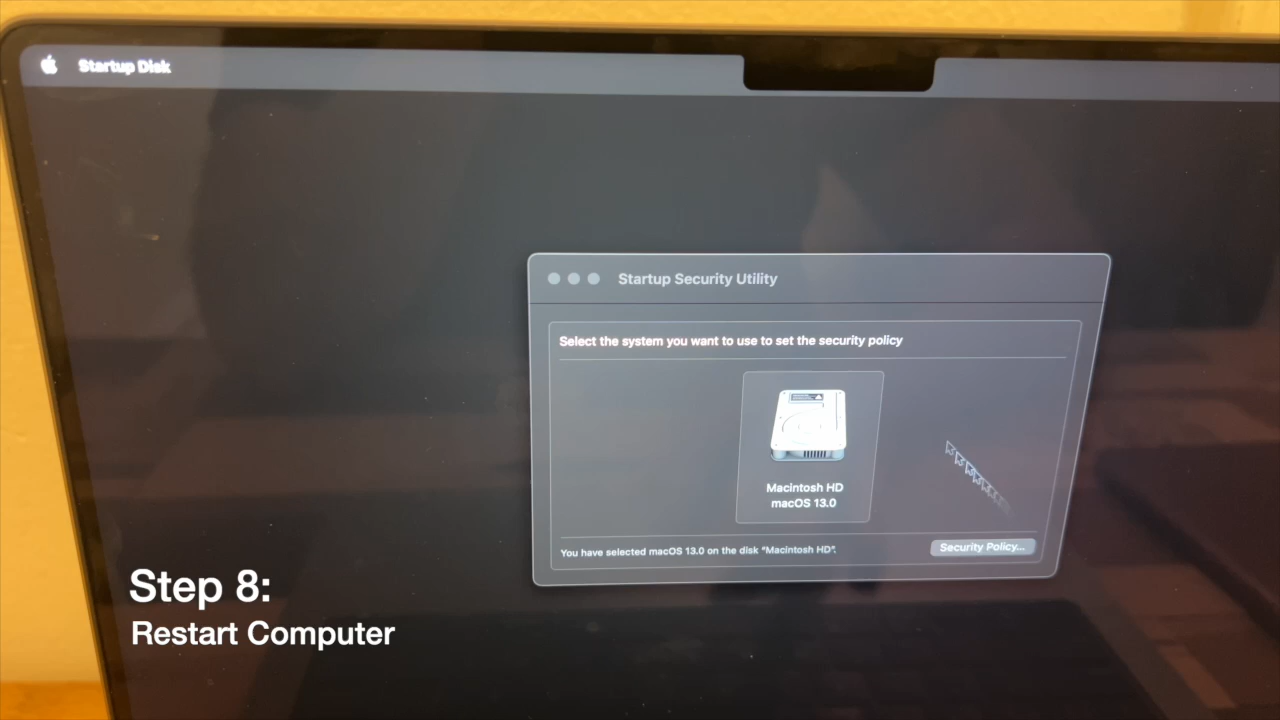 Startup Disk
Startup Security Utility
Select the system you want to use to set the security policy
Macintosh HD
macOS 13.0
You have selected macOS 13.0 on the disk “Macintosh HD”.
Security Policy...
Step 8:
Restart Computer